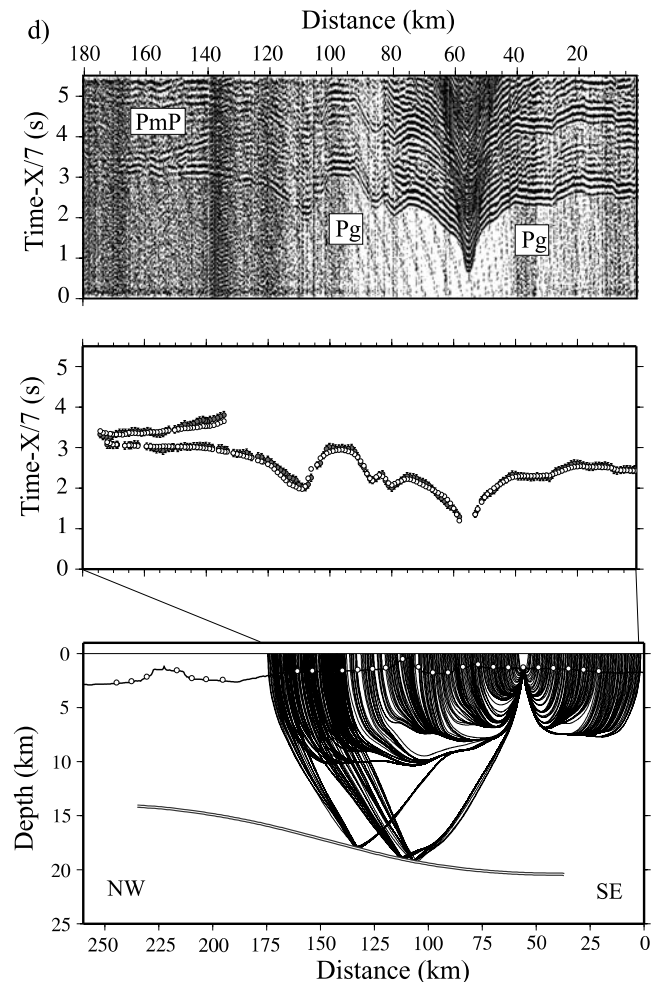 d)
Distance (km)
180 160 140 120 100 80 60 40 20
Time-X/7 (s)
5
4
3
2
1
0
PmP
Pg
Pg
Time-X/7 (s)
5
4
3
2
1
0
Depth (km)
0
5
10
15
20
25
NW
SE
250 225 200 175 150 125 100 75 50 25 0
Distance (km)